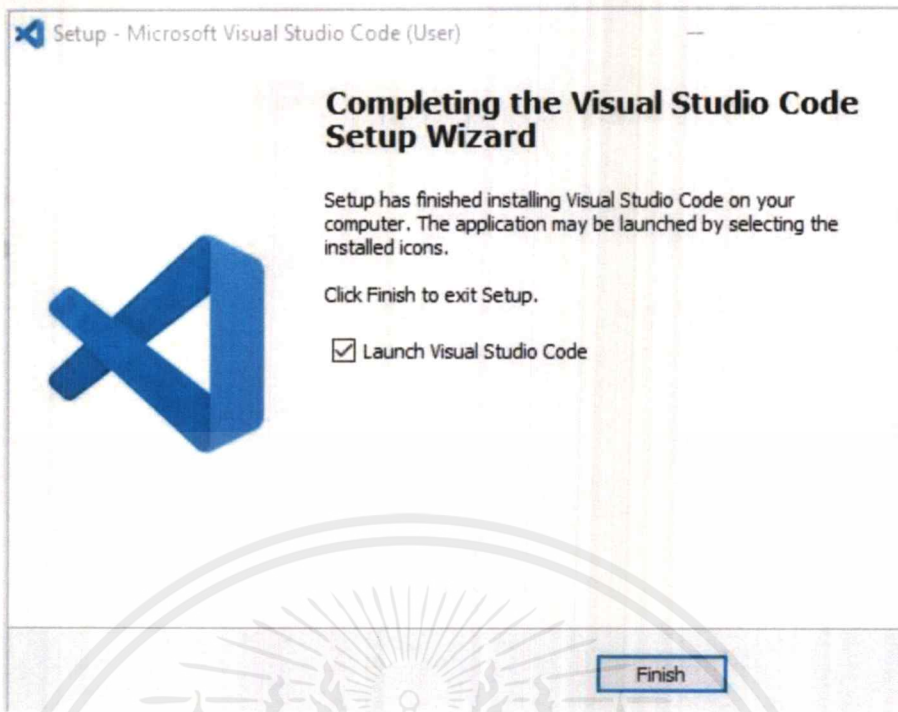 Setup - Microsoft Visual Studio Code (User)
Completing the Visual Studio Code
Setup Wizard
Setup has finished installing Visual Studio Code on your
computer. The application may be launched by selecting the
installed icons.
Click Finish to exit Setup.
Launch Visual Studio Code
Finish